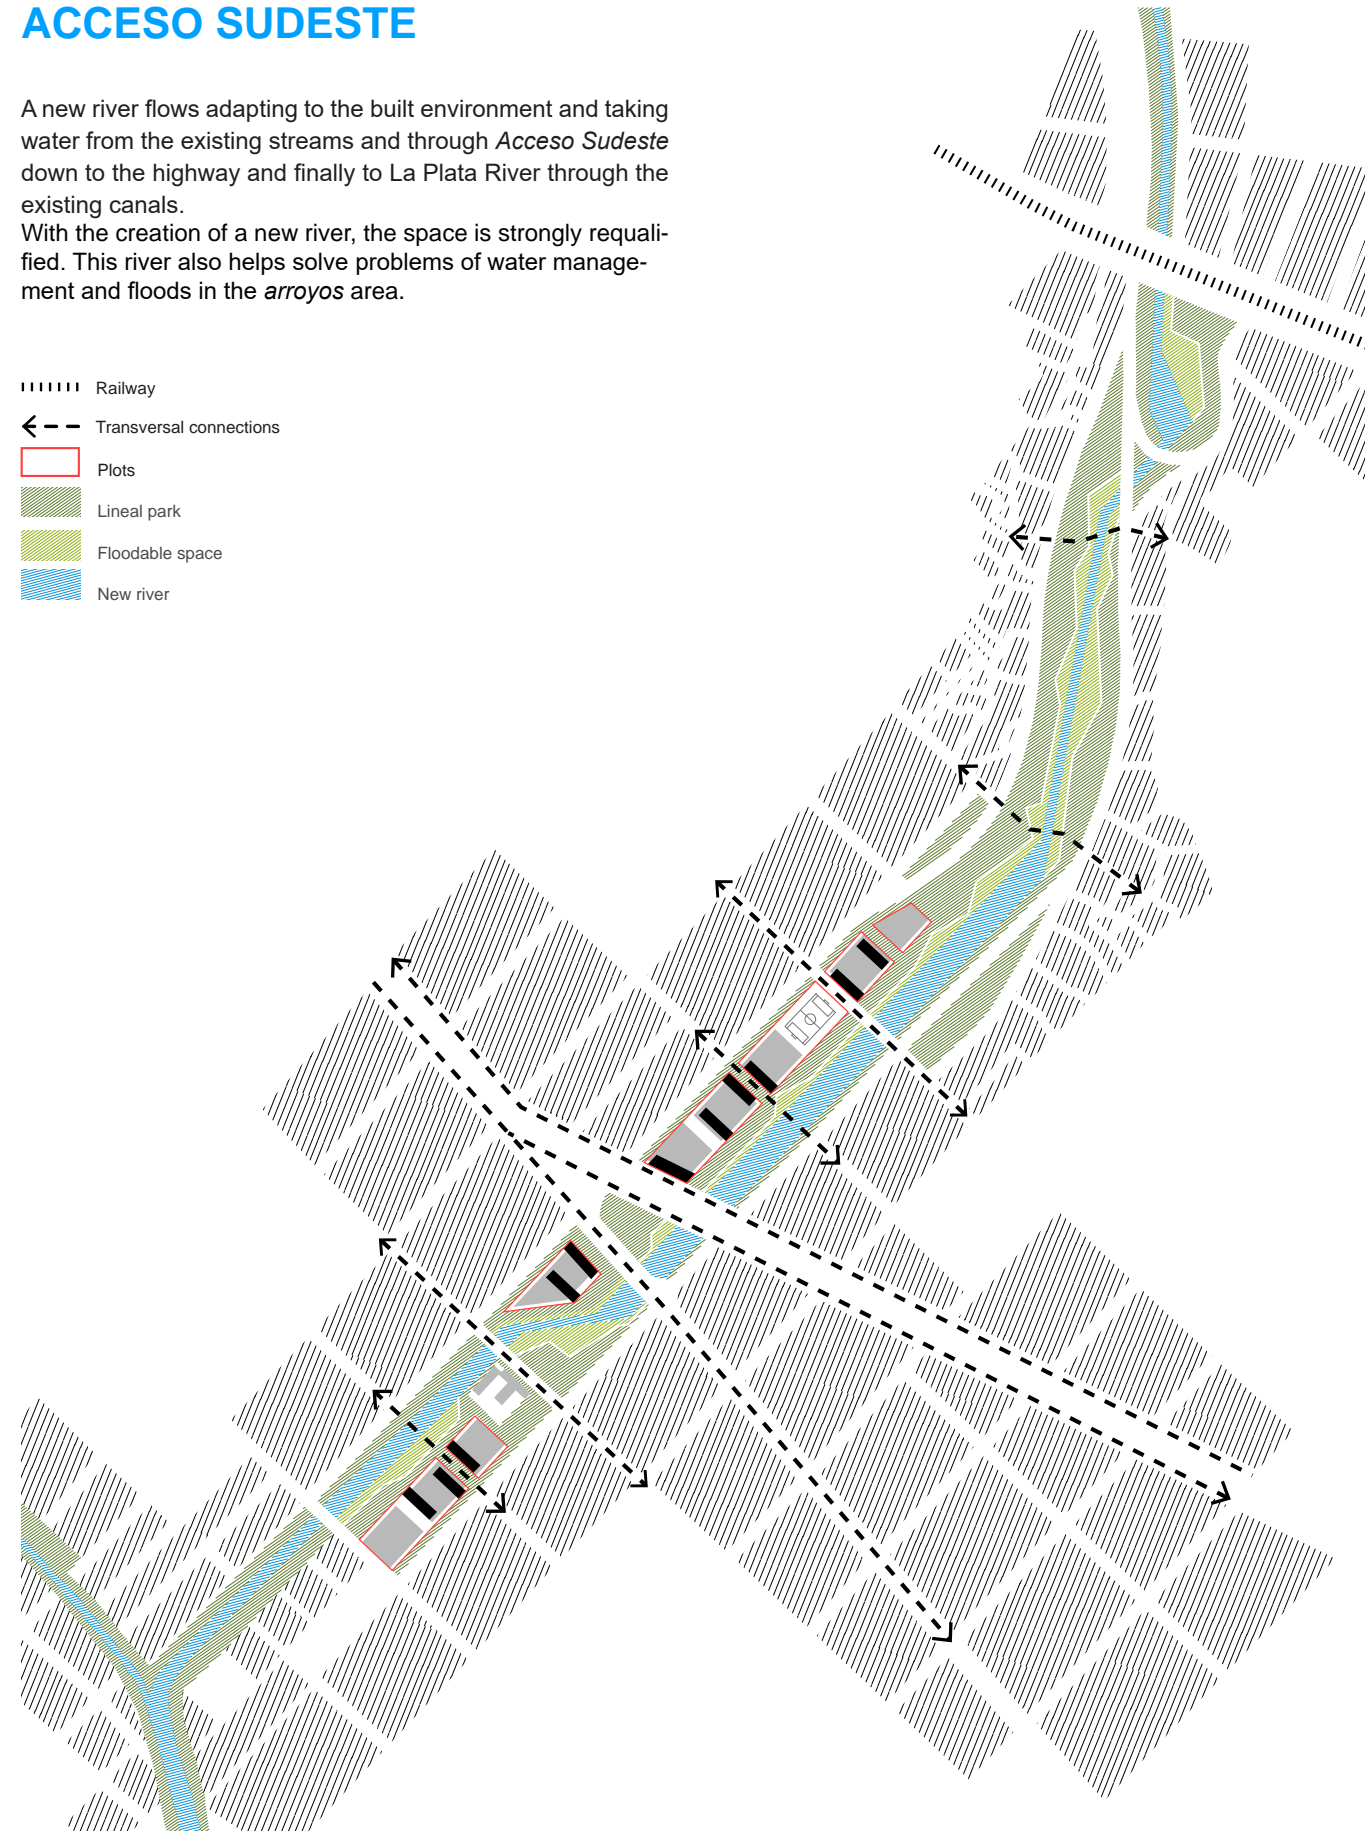 ACCESO SUDESTE
A new river flows adapting to the built environment and taking
water from the existing streams and through Acceso Sudeste
down to the highway and finally to La Plata River through the
existing canals.
With the creation of a new river, the space is strongly requali-
fied. This river also helps solve problems of water manage-
ment and floods in the arroyos area.
Railway
Transversal connections
Plots
Lineal park
Floodable space
New river